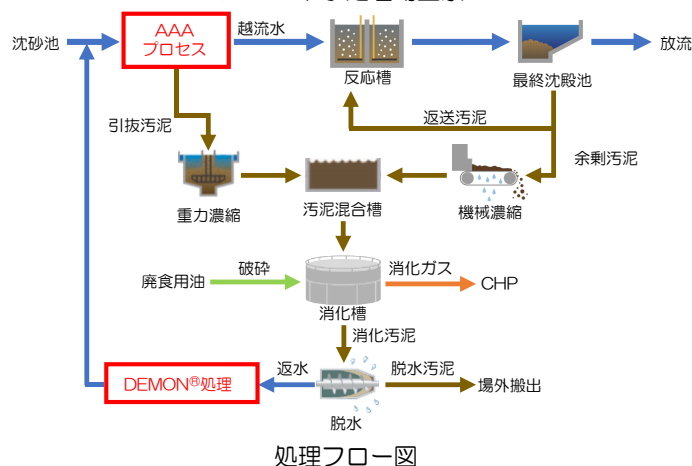 沈砂池
AAA
プロセス
越流水
反応槽
最終沈殿池
放流
引抜汚泥
返送汚泥
余剰汚泥
重力濃縮
汚泥混合槽
機械濃縮
廃食用油
破砕
消化ガス
CHP
消化槽
消化汚泥
DEMON®処理
返水
脱水汚泥
場外搬出
脱水
処理フロー図